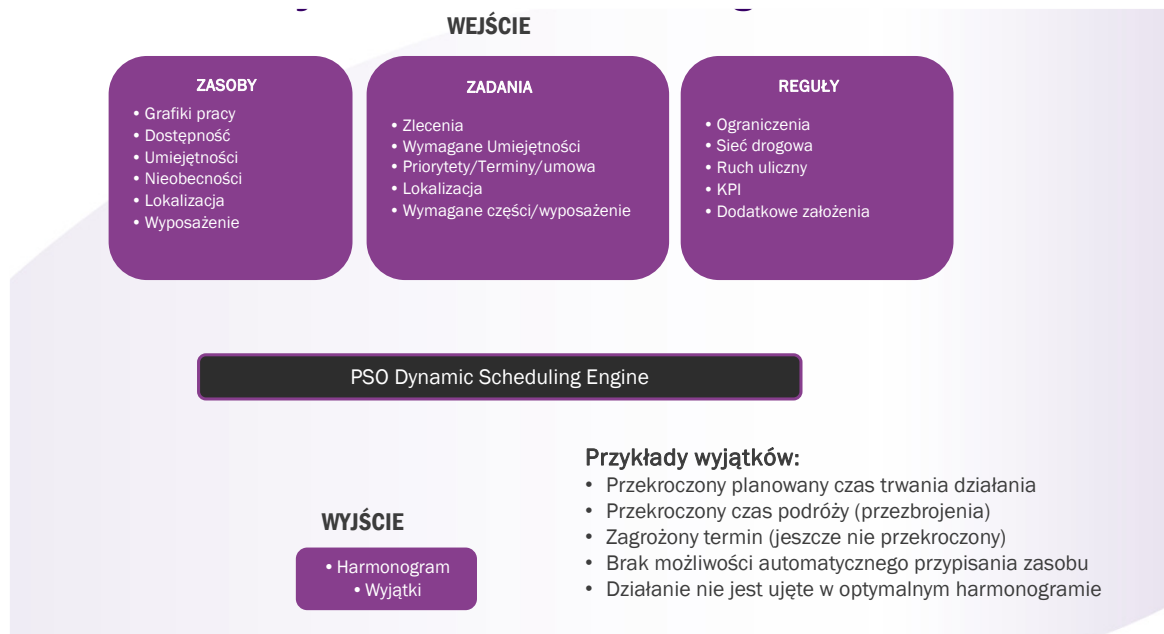 WEJŚCIE
ZASOBY
• Grafiki pracy
• Dostępność
• Umiejętności
• Nieobecności
• Lokalizacja
• Wyposażenie
ZADANIA
• Zlecenia
• Wymagane Umiejętności
• Priorytety/Terminy/umowa
• Lokalizacja
• Wymagane części/wyposażenie
REGUŁY
• Ograniczenia
• Sieć drogowa
• Ruch uliczny
• KPI
• Dodatkowe założenia
PSO Dynamic Scheduling Engine
WYJŚCIE
• Harmonogram
• Wyjątki
Przykłady wyjątków:
• Przekroczony planowany czas trwania działania
• Przekroczony czas podróży (przezbrojenia)
• Zagrożony termin (jeszcze nie przekroczony)
• Brak możliwości automatycznego przypisania zasobu
• Działanie nie jest ujęte w optymalnym harmonogramie